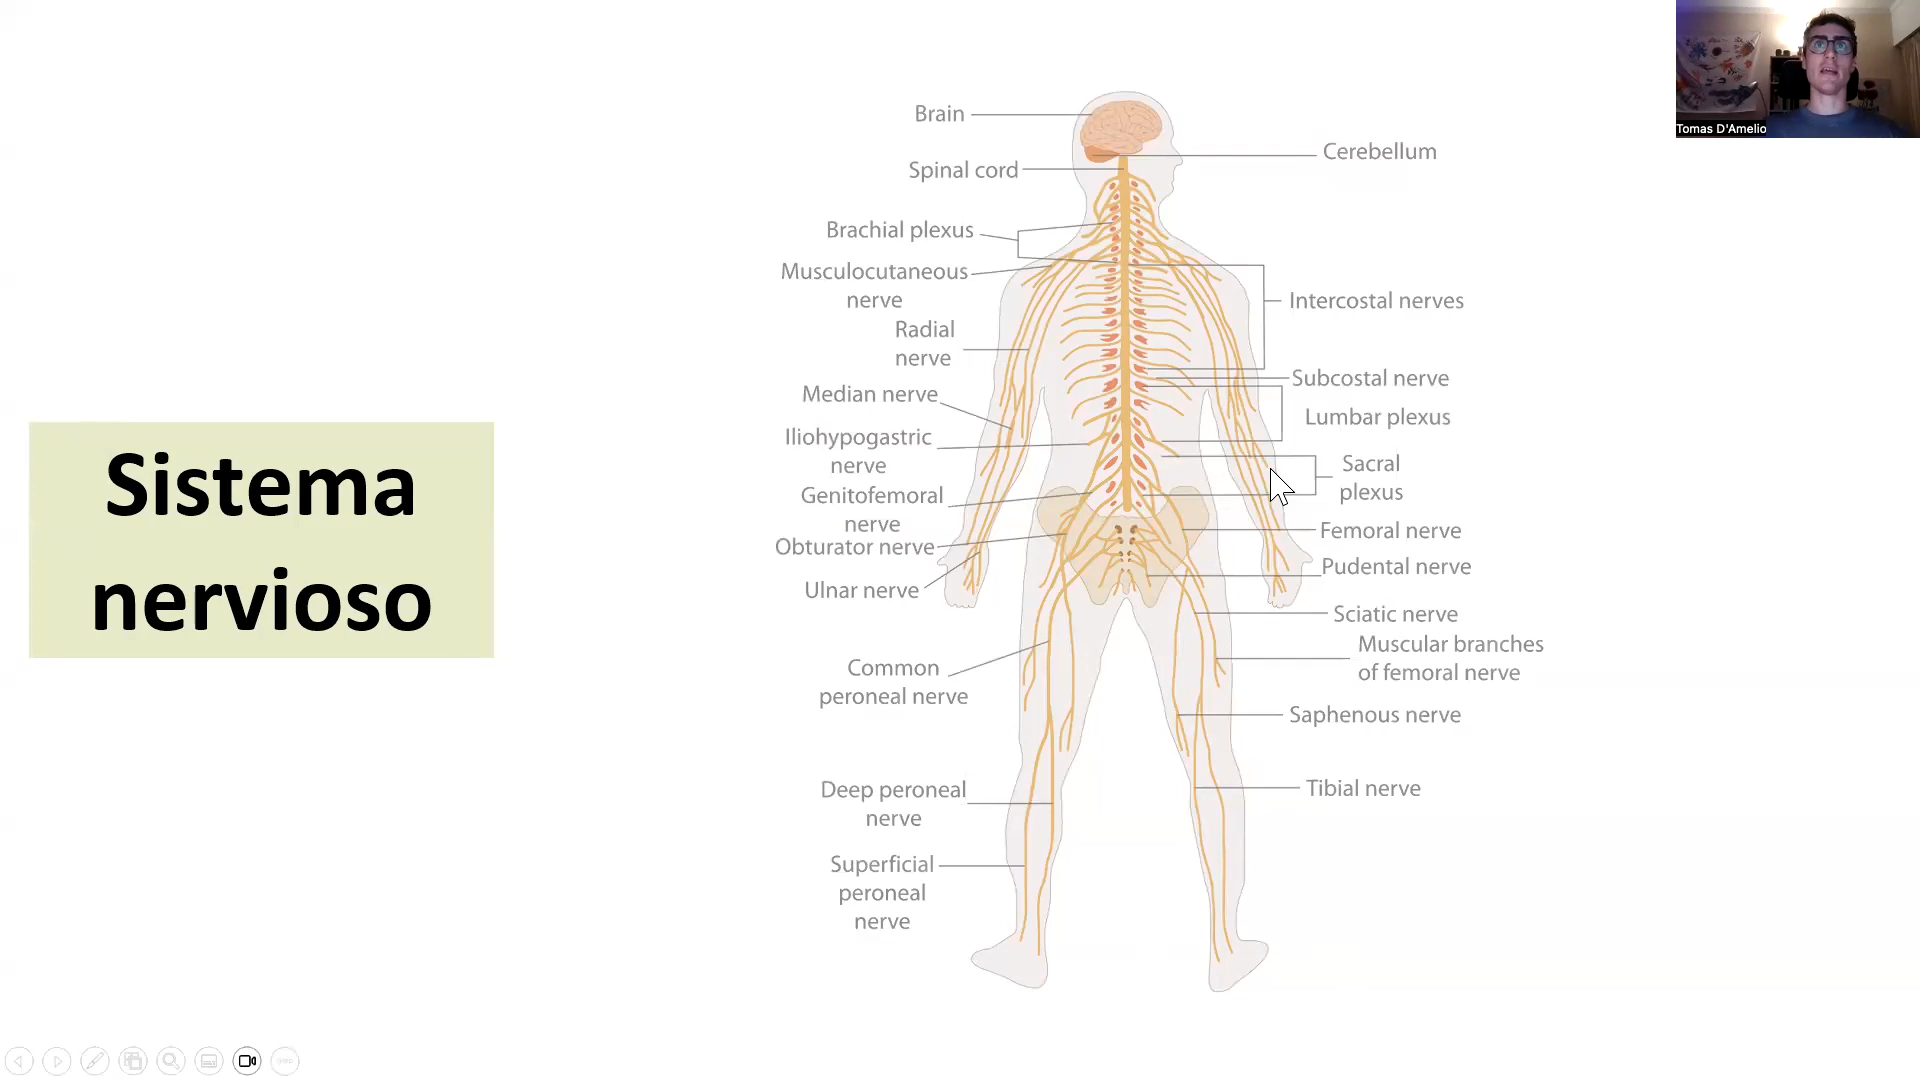 Sistema
nervioso
Brain
Spinal cord
Brachial plexus
Musculocutaneous
nerve
Radial
nerve
Median nerve
Iliohypogastric
nerve
Genitofemoral
nerve
Obturator nerve
Ulnar nerve
Common
peroneal nerve
Deep peroneal
nerve
Superficial
peroneal
nerve
Cerebellum
Intercostal nerves
Subcostal nerve
Lumbar plexus
Sacral
plexus
Femoral nerve
Pudental nerve
Sciatic nerve
Muscular branches
of femoral nerve
Saphenous nerve
Tibial nerve
Tomas D'Amelio